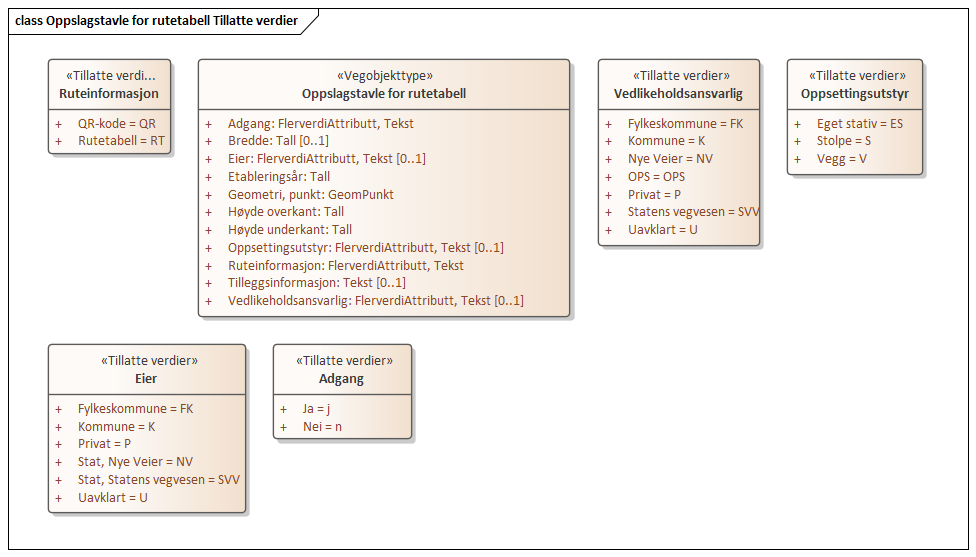 class Oppslagstavle for rutetabell Tillatte verdier
«Tillatte verdi...
Ruteinformasjon
+ QR-kode = QR
+ Rutetabell = RT
«Vegobjekttype»
Oppslagstavle for rutetabell
+ Adgang: FlerverdiAttributt, Tekst
+ Bredde: Tall [0..1]
+ Eier: FlerverdiAttributt, Tekst [0..1]
+ Etableringsår: Tall
+ Geometri, punkt: GeomPunkt
+ Høyde overkant: Tall
+ Høyde underkant: Tall
+ Oppsettingsutstyr: FlerverdiAttributt, Tekst [0..1]
+ Ruteinformasjon: FlerverdiAttributt, Tekst
+ Tilleggsinformasjon: Tekst [0..1]
+ Vedlikeholdsansvarlig: FlerverdiAttributt, Tekst [0..1]
«Tillatte verdier»
Vedlikeholdsansvarlig
+ Fylkeskommune = FK
+ Kommune = K
+ Nye Veier = NV
+ OPS = OPS
+ Privat = P
+ Statens vegvesen = SVV
+ Uavklart = U
«Tillatte verdier»
Oppsettingsutstyr
+ Eget stativ = ES
+ Stolpe = S
+ Vegg = V
«Tillatte verdier»
Eier
+ Fylkeskommune = FK
+ Kommune = K
+ Privat = P
+ Stat, Nye Veier = NV
+ Stat, Statens vegvesen = SVV
+ Uavklart = U
«Tillatte verdier»
Adgang
+ Ja = j
+ Nei = n